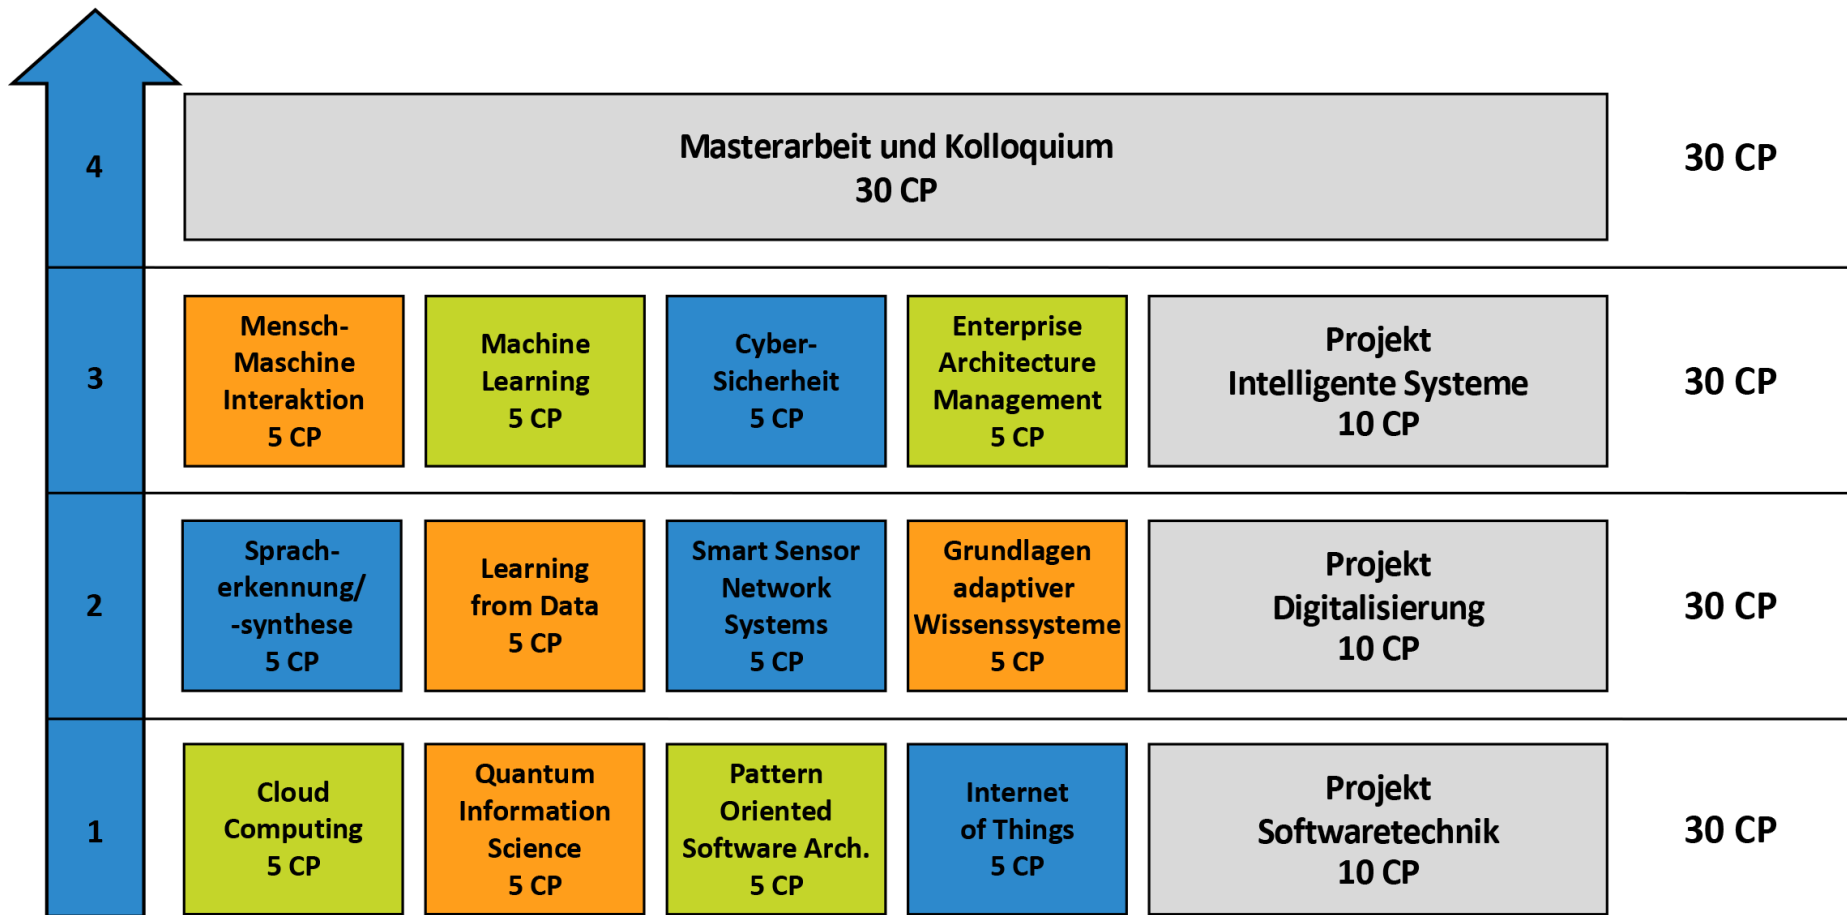 4
Masterarbeit und Kolloquium
30 CP
30 CP
3
Mensch-
Maschine
Interaktion
5 CP
Machine
Learning
5 CP
Cyber-
Sicherheit
5 CP
Enterprise
Architecture
Management
5 CP
Projekt
Intelligente Systeme
10 CP
30 CP
2
Sprach-
erkennung/
-synthese
5 CP
Learning
from Data
5 CP
Smart Sensor
Network
Systems
5 CP
Grundlagen
adaptiver
Wissenssysteme
5 CP
Projekt
Digitalisierung
10 CP
30 CP
1
Cloud
Computing
5 CP
Quantum
Information
Science
5 CP
Pattern
Oriented
Software Arch.
5 CP
Internet
of Things
5 CP
Projekt
Softwaretechnik
10 CP
30 CP